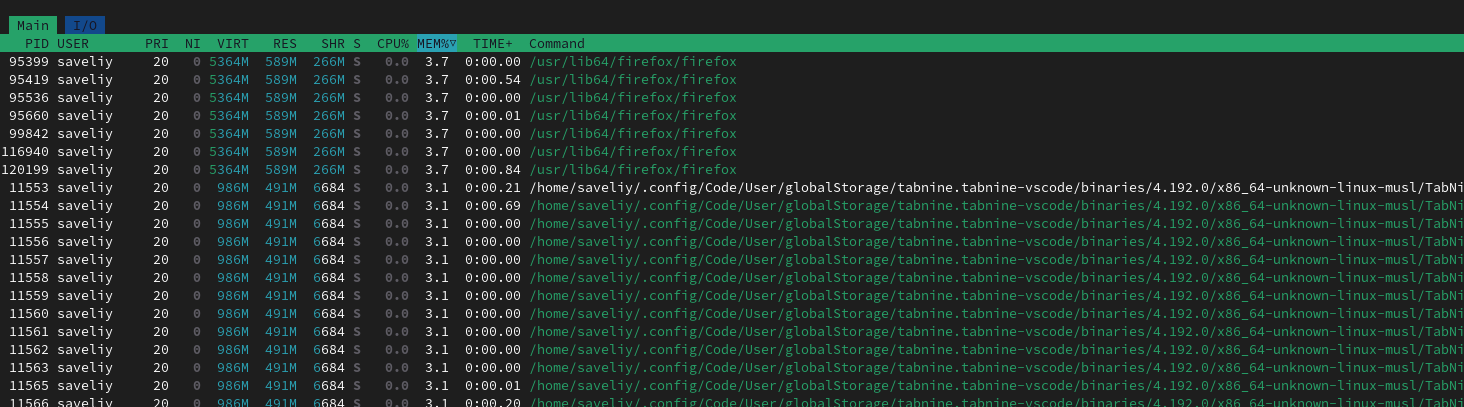 Main I/O
PID USER PRI NI VIRT RES SHR S CPU% MEM%▽ TIME+ Command
95399 saveliy 20 0 5364M 589M 266M S 0.0 3.7 0:00.00 /usr/lib64/firefox/firefox
95419 saveliy 20 0 5364M 589M 266M S 0.0 3.7 0:00.54 /usr/lib64/firefox/firefox
95536 saveliy 20 0 5364M 589M 266M S 0.0 3.7 0:00.00 /usr/lib64/firefox/firefox
95660 saveliy 20 0 5364M 589M 266M S 0.0 3.7 0:00.01 /usr/lib64/firefox/firefox
99842 saveliy 20 0 5364M 589M 266M S 0.0 3.7 0:00.00 /usr/lib64/firefox/firefox
116940 saveliy 20 0 5364M 589M 266M S 0.0 3.7 0:00.00 /usr/lib64/firefox/firefox
120199 saveliy 20 0 5364M 589M 266M S 0.0 3.7 0:00.84 /usr/lib64/firefox/firefox
11553 saveliy 20 0 986M 491M 6684 S 0.0 3.1 0:00.21 /home/saveliy/.config/Code/User/globalStorage/tabnine.tabnine-vscode/binaries/4.192.0/x86_64-unknown-linux-musl/TabNi
11554 saveliy 20 0 986M 491M 6684 S 0.0 3.1 0:00.69 /home/saveliy/.config/Code/User/globalStorage/tabnine.tabnine-vscode/binaries/4.192.0/x86_64-unknown-linux-musl/TabNi
11555 saveliy 20 0 986M 491M 6684 S 0.0 3.1 0:00.00 /home/saveliy/.config/Code/User/globalStorage/tabnine.tabnine-vscode/binaries/4.192.0/x86_64-unknown-linux-musl/TabNi
11556 saveliy 20 0 986M 491M 6684 S 0.0 3.1 0:00.00 /home/saveliy/.config/Code/User/globalStorage/tabnine.tabnine-vscode/binaries/4.192.0/x86_64-unknown-linux-musl/TabNi
11557 saveliy 20 0 986M 491M 6684 S 0.0 3.1 0:00.00 /home/saveliy/.config/Code/User/globalStorage/tabnine.tabnine-vscode/binaries/4.192.0/x86_64-unknown-linux-musl/TabNi
11558 saveliy 20 0 986M 491M 6684 S 0.0 3.1 0:00.00 /home/saveliy/.config/Code/User/globalStorage/tabnine.tabnine-vscode/binaries/4.192.0/x86_64-unknown-linux-musl/TabNi
11559 saveliy 20 0 986M 491M 6684 S 0.0 3.1 0:00.00 /home/saveliy/.config/Code/User/globalStorage/tabnine.tabnine-vscode/binaries/4.192.0/x86_64-unknown-linux-musl/TabNi
11560 saveliy 20 0 986M 491M 6684 S 0.0 3.1 0:00.00 /home/saveliy/.config/Code/User/globalStorage/tabnine.tabnine-vscode/binaries/4.192.0/x86_64-unknown-linux-musl/TabNi
11561 saveliy 20 0 986M 491M 6684 S 0.0 3.1 0:00.00 /home/saveliy/.config/Code/User/globalStorage/tabnine.tabnine-vscode/binaries/4.192.0/x86_64-unknown-linux-musl/TabNi
11562 saveliy 20 0 986M 491M 6684 S 0.0 3.1 0:00.00 /home/saveliy/.config/Code/User/globalStorage/tabnine.tabnine-vscode/binaries/4.192.0/x86_64-unknown-linux-musl/TabNi
11563 saveliy 20 0 986M 491M 6684 S 0.0 3.1 0:00.00 /home/saveliy/.config/Code/User/globalStorage/tabnine.tabnine-vscode/binaries/4.192.0/x86_64-unknown-linux-musl/TabNi
11565 saveliy 20 0 986M 491M 6684 S 0.0 3.1 0:00.01 /home/saveliy/.config/Code/User/globalStorage/tabnine.tabnine-vscode/binaries/4.192.0/x86_64-unknown-linux-musl/TabNi
11566 saveliy 20 0 986M 491M 6684 S 0.0 3.1 0:00.20 /home/saveliy/.config/Code/User/globalStorage/tabnine.tabnine-vscode/binaries/4.192.0/x86_64-unknown-linux-musl/TabNi